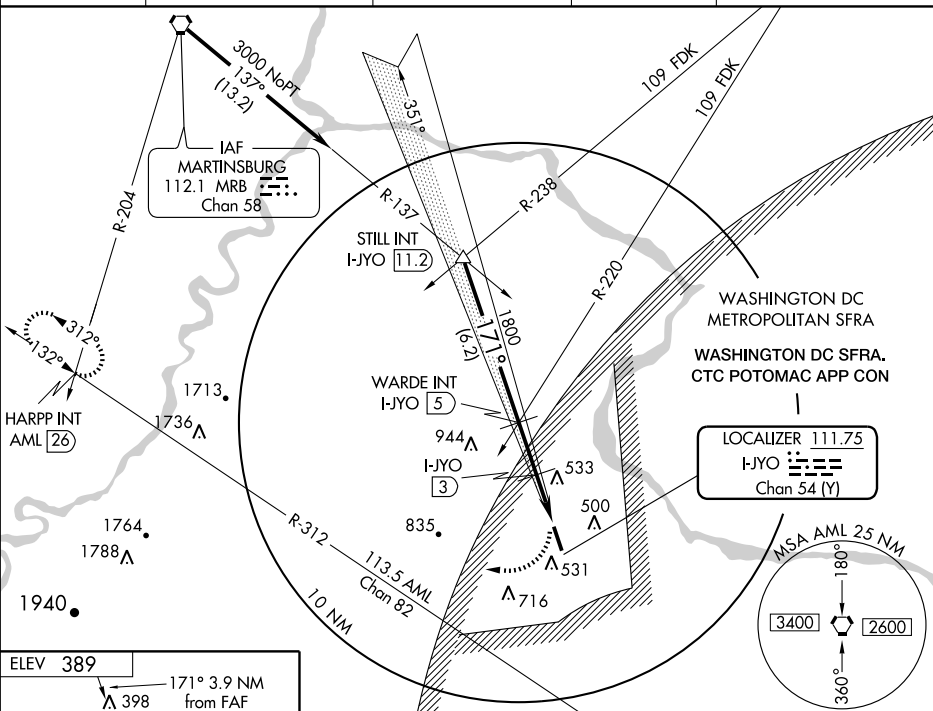 3000 NoPT
137°
(13.2)
IAF
MARTINSBURG
112.1 MRB
Chan 58
R-204
R-137
351°
109 FDK
109 FDK
R-238
R-220
STILL INT
I-JYO 11.2
1800
171°
(6.2)
WASHINGTON DC
METROPOLITAN SFRA
WASHINGTON DC SFRA.
CTC POTOMAC APP CON
312°
132°
HARPP INT
AML 26
1713
1736
WARDE INT
I-JYO 5
944
I-JYO
3
533
500
LOCALIZER 111.75
I-JYO
Chan 54 (Y)
1764
1788
R-312
835
113.5 AML
Chan 82
531
716
10 NM
1940
MSA AML 25 NM
180°
3400
2600
360°
ELEV 389
398
171° 3.9 NM
from FAF